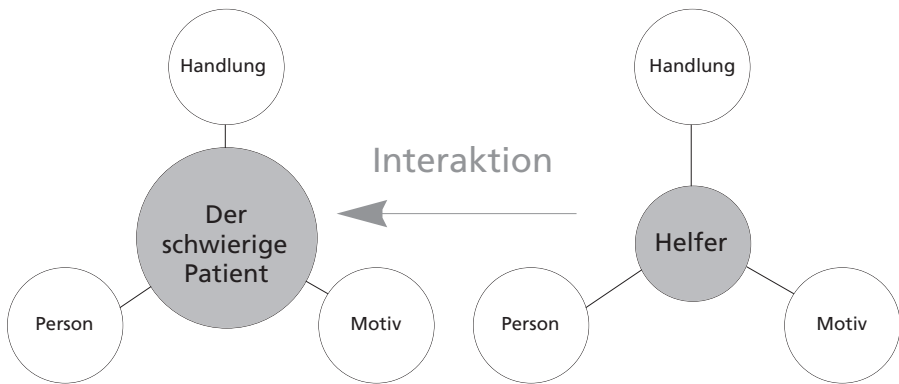 Handlung
Handlung
Interaktion
Der
schwierige
Patient
Helfer
Person
Motiv
Person
Motiv